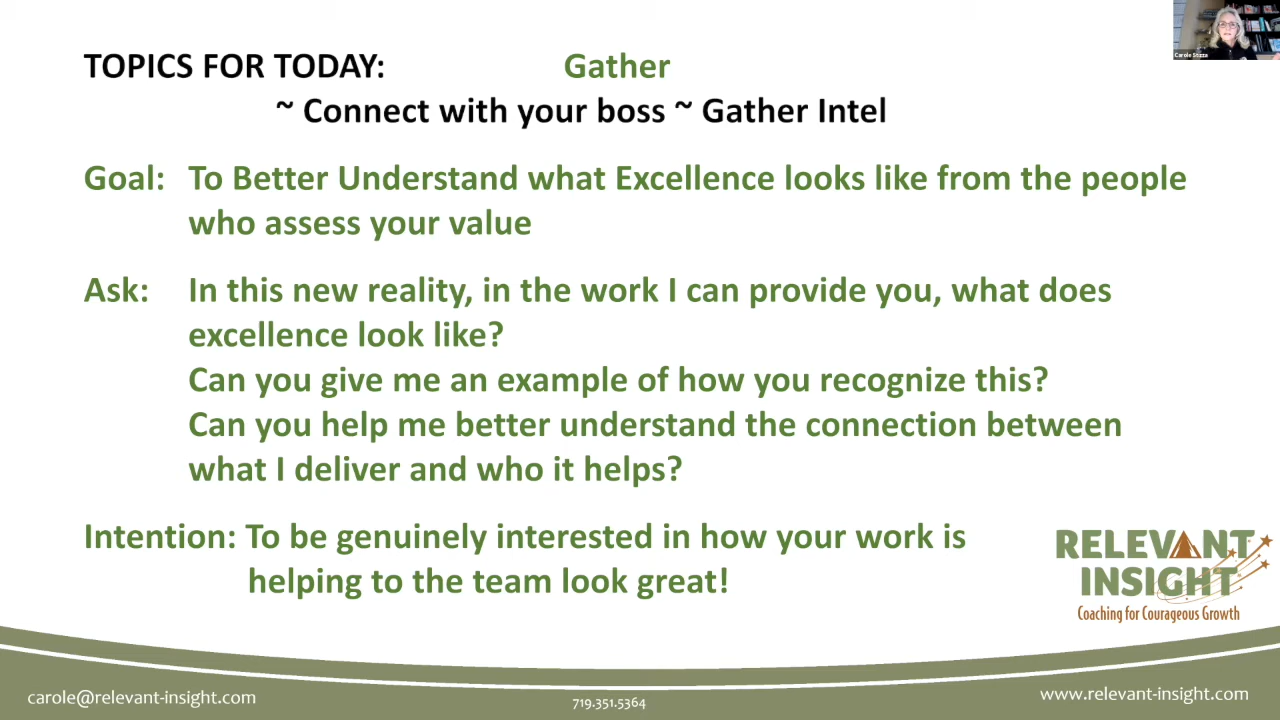 Carole Stizza
TOPICS FOR TODAY: Gather
~ Connect with your boss ~ Gather Intel
Goal: To Better Understand what Excellence looks like from the people
who assess your value
Ask: In this new reality, in the work I can provide you, what does
excellence look like?
Can you give me an example of how you recognize this?
Can you help me better understand the connection between
what I deliver and who it helps?
Intention: To be genuinely interested in how your work is
helping to the team look great!
RELEVANT
INSIGHT
Coaching for Courageous Growth
carole@relevant-insight.com
719.351.5364
www.relevant-insight.com